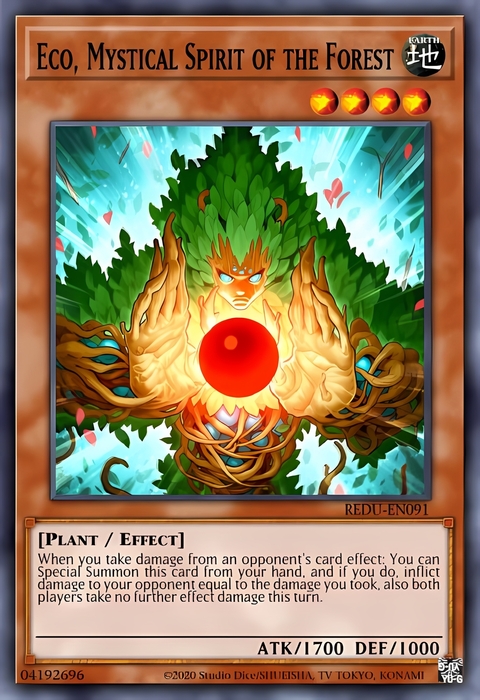 Eco, Mystical Spirit of the Forest
EARTH
地
REDU-EN091
[Plant / Effect]
When you take damage from an opponent's card effect: You can
Special Summon this card from your hand, and if you do, inflict
damage to your opponent equal to the damage you took, also both
players take no further effect damage this turn.
ATK/1700 DEF/1000
04192696
©2020 Studio Dice/SHUEISHA, TV TOKYO, KONAMI